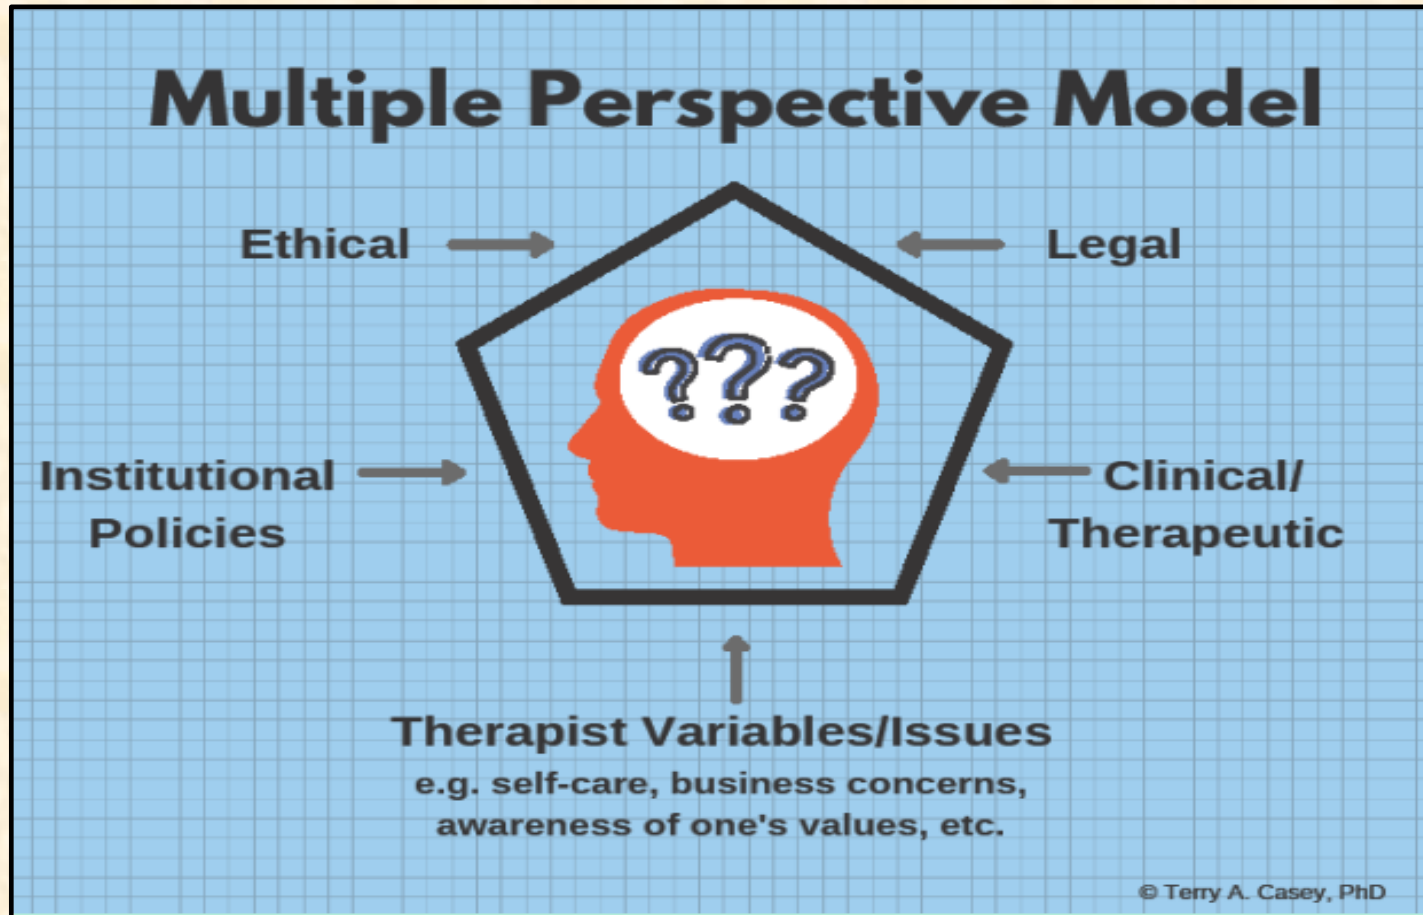 Multiple Perspective Model
Ethical
Legal
Institutional
Policies
Clinical/
Therapeutic
???
Therapist Variables/Issues
e.g. self-care, business concerns,
awareness of one's values, etc.
© Terry A. Casey, PhD